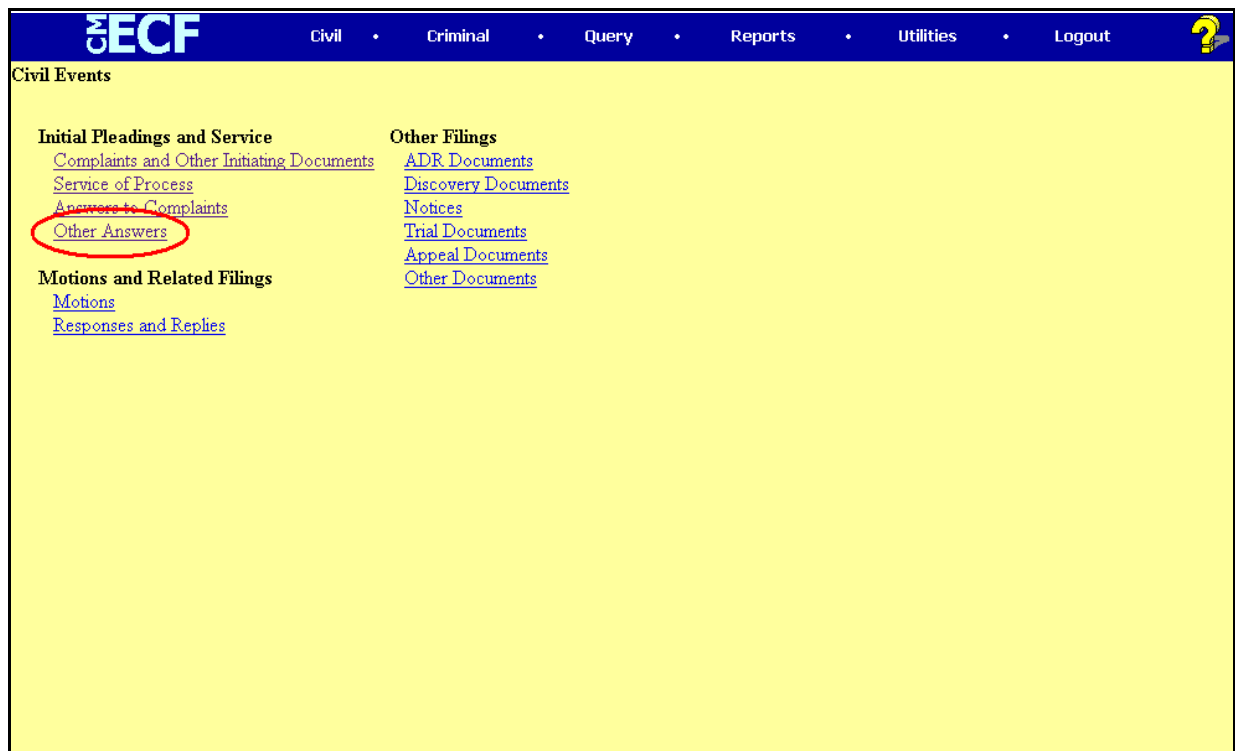 CM ECF Civil • Criminal • Query • Reports • Utilities • Logout ?
Civil Events
Initial Pleadings and Service
Complaints and Other Initiating Documents
Service of Process
Answers to Complaints
Other Answers
Motions and Related Filings
Motions
Responses and Replies
Other Filings
ADR Documents
Discovery Documents
Notices
Trial Documents
Appeal Documents
Other Documents